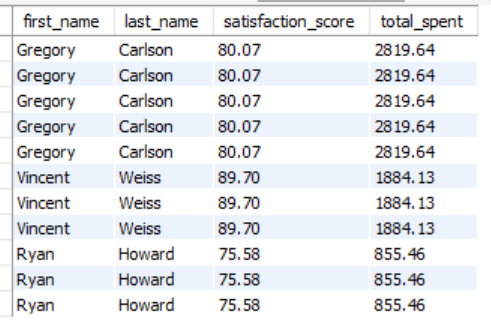 first_name last_name satisfaction_score total_spent
Gregory Carlson 80.07 2819.64
Gregory Carlson 80.07 2819.64
Gregory Carlson 80.07 2819.64
Gregory Carlson 80.07 2819.64
Gregory Carlson 80.07 2819.64
Vincent Weiss 89.70 1884.13
Vincent Weiss 89.70 1884.13
Vincent Weiss 89.70 1884.13
Ryan Howard 75.58 855.46
Ryan Howard 75.58 855.46
Ryan Howard 75.58 855.46